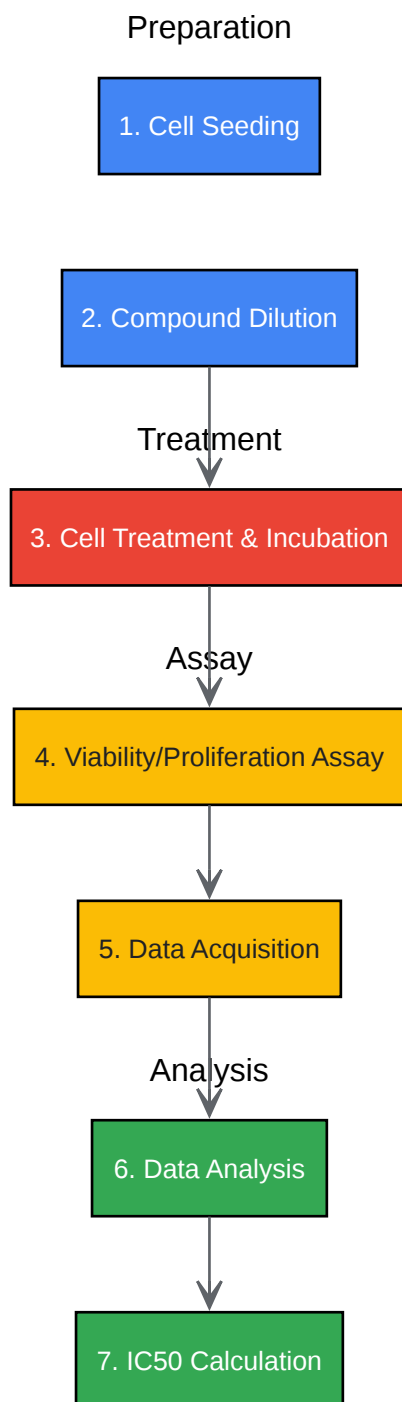 Preparation
1. Cell Seeding
2. Compound Dilution
Treatment
3. Cell Treatment & Incubation
Assay
4. Viability/Proliferation Assay
5. Data Acquisition
Analysis
6. Data Analysis
7. IC50 Calculation